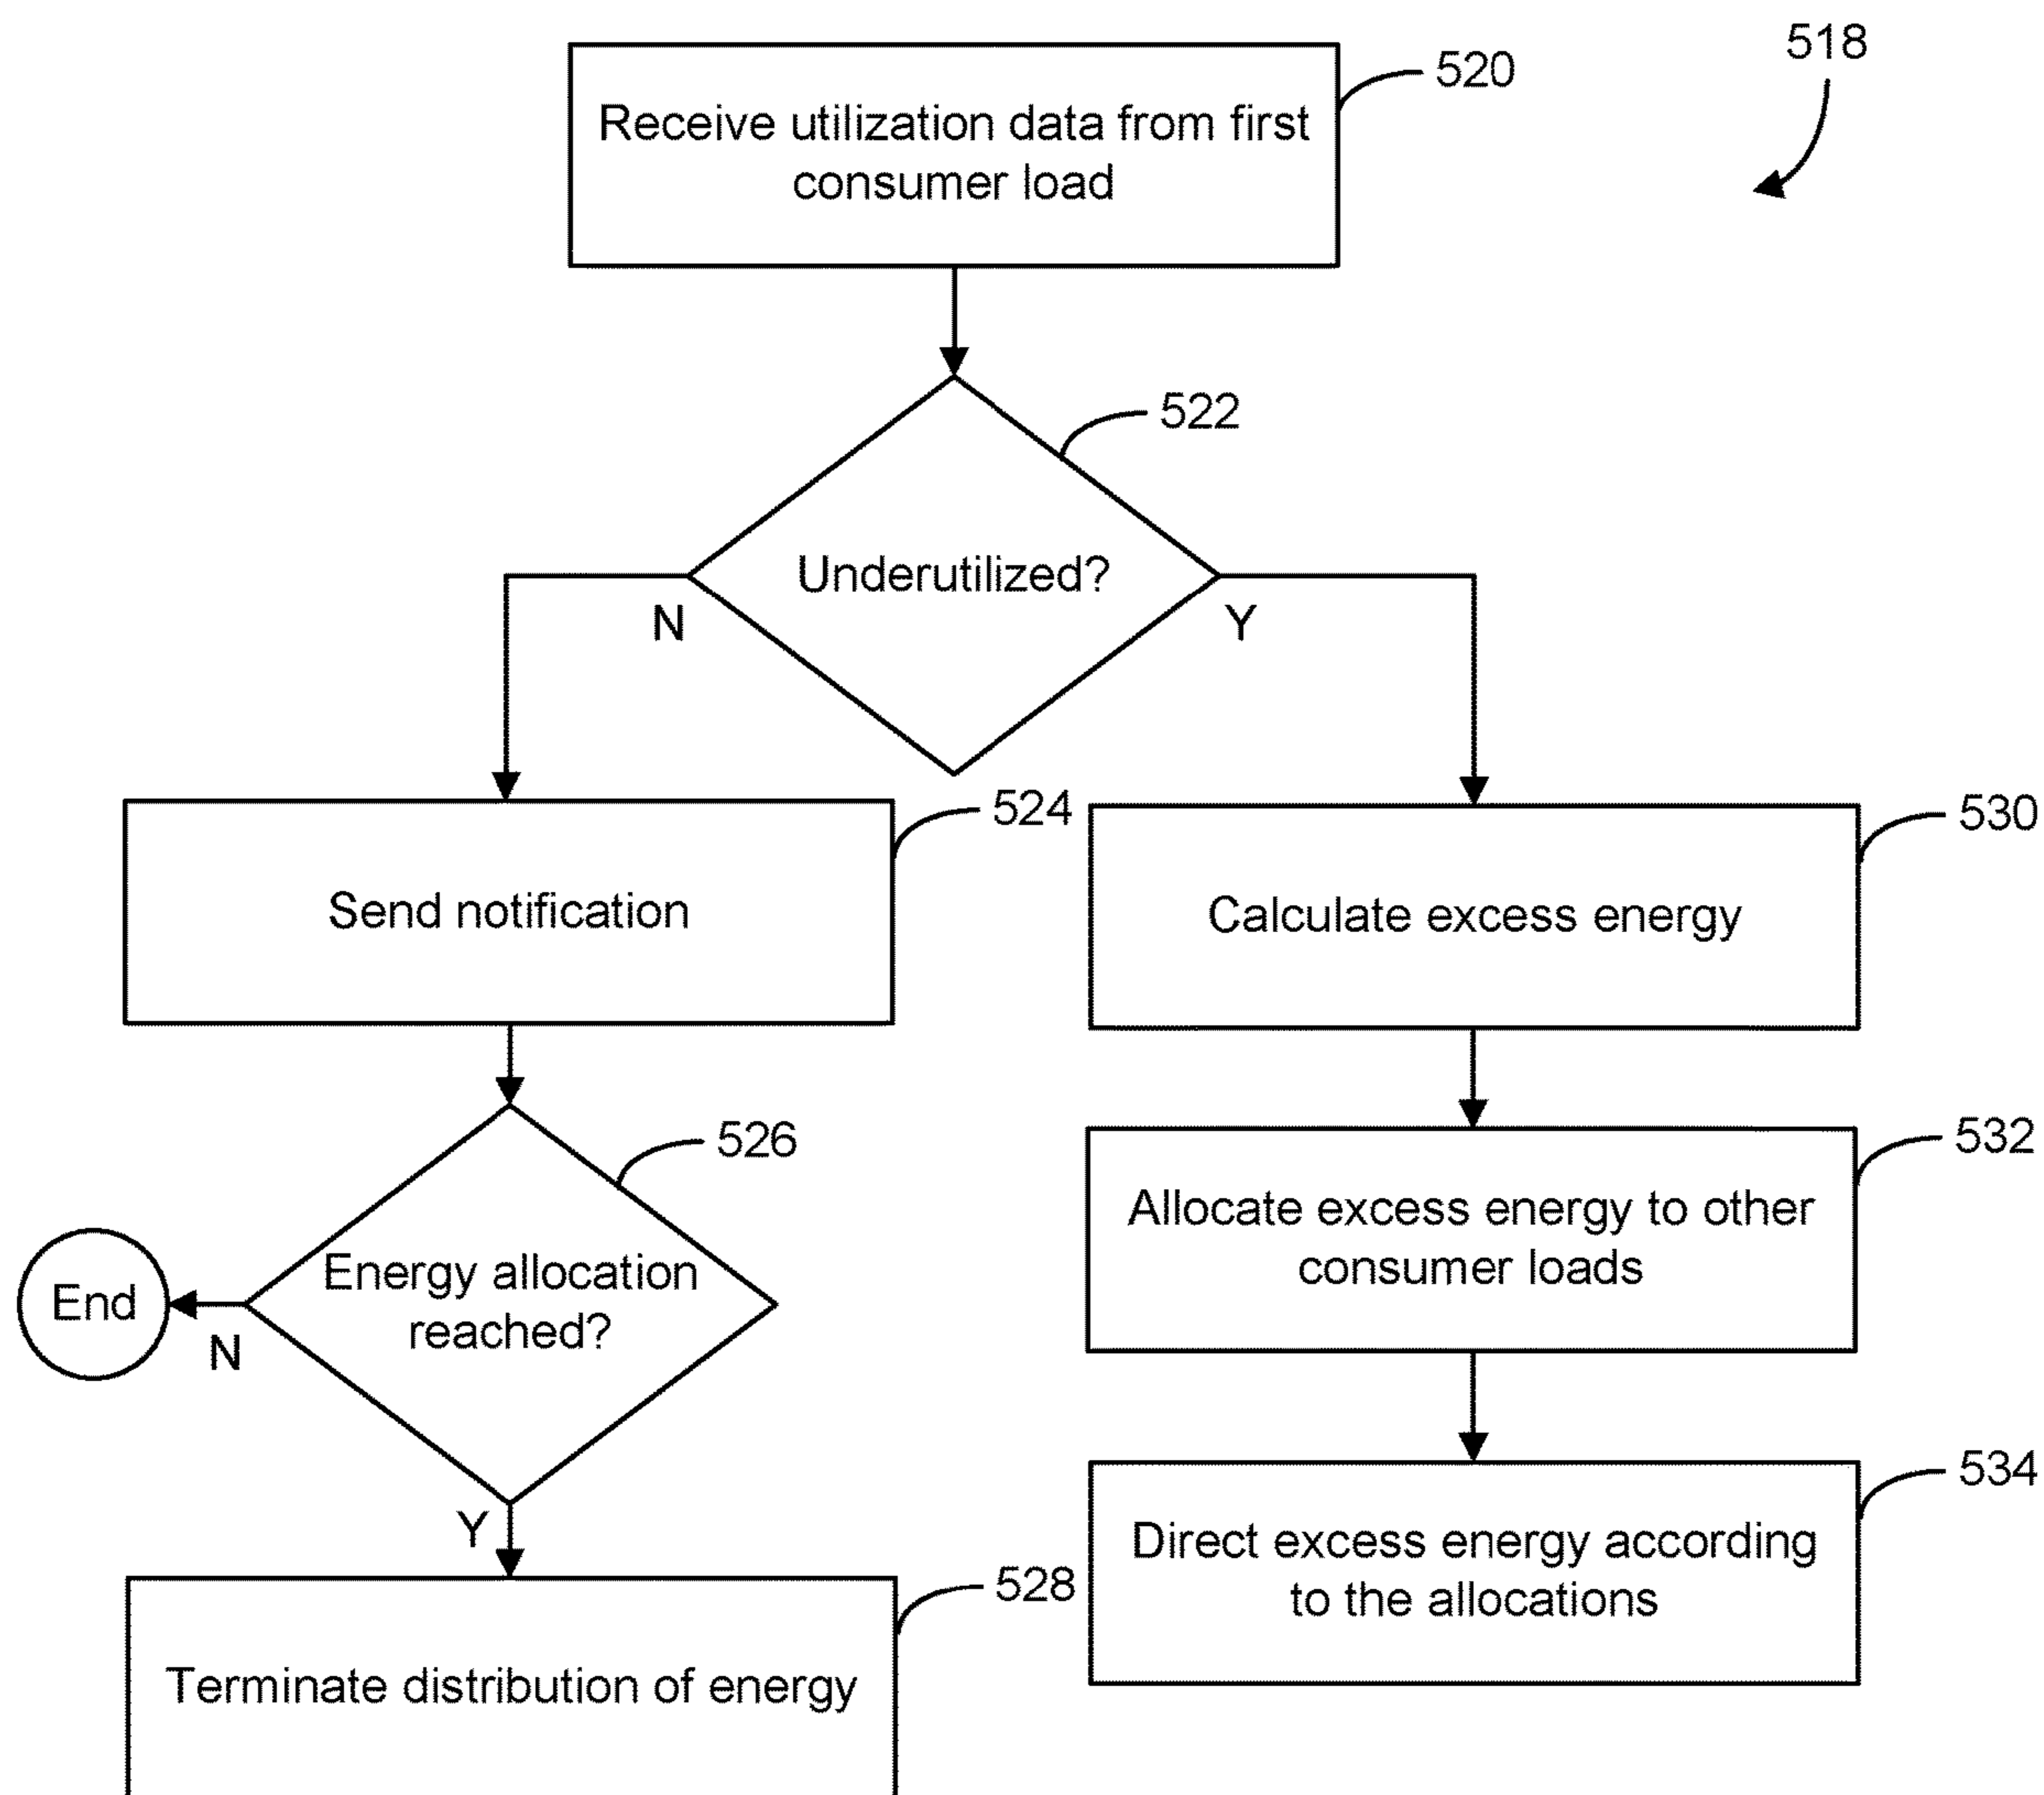 518
520
Receive utilization data from first
consumer load
522
Underutilized?
N
Y
524
Send notification
530
Calculate excess energy
526
Energy allocation
reached?
End
N
Y
532
Allocate excess energy to other
consumer loads
528
Terminate distribution of energy
534
Direct excess energy according
to the allocations